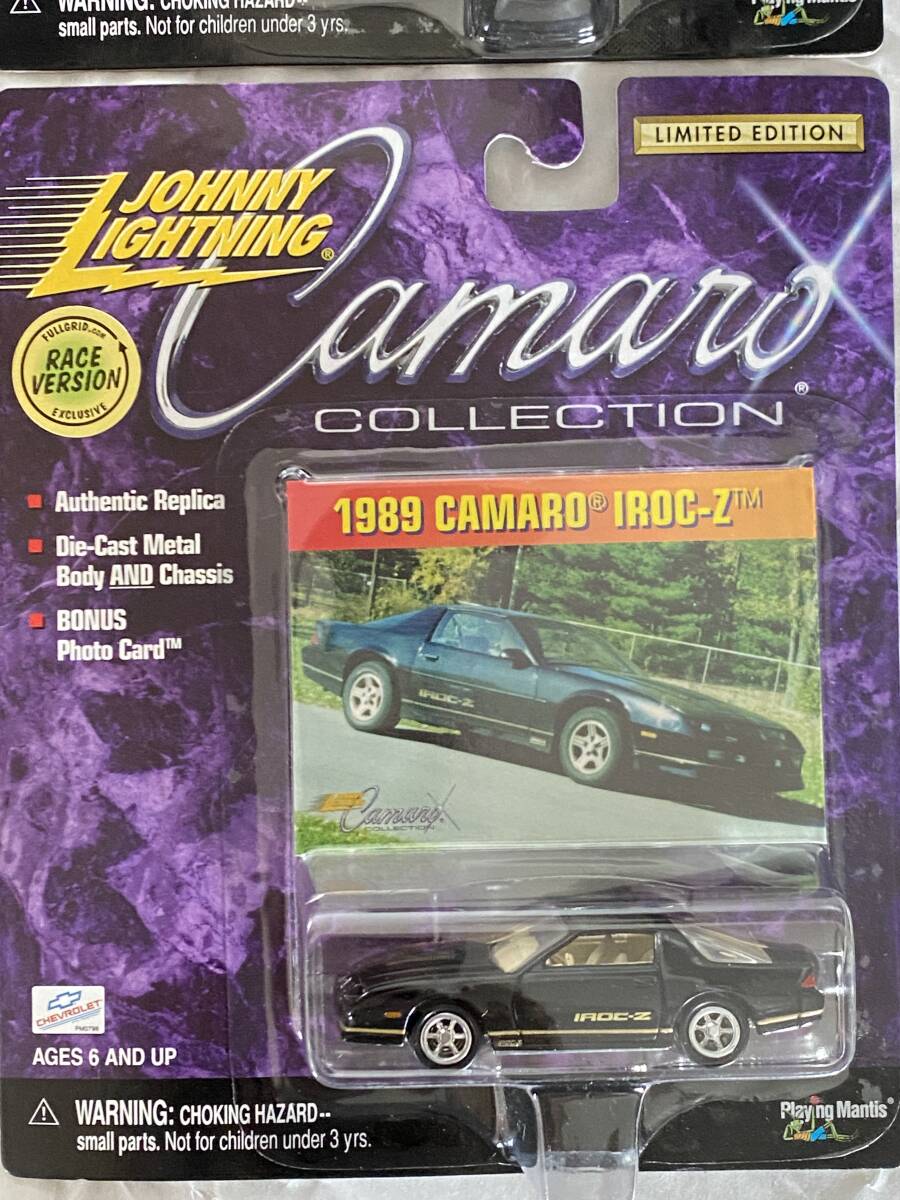 WARNING: CHOKING HAZARD--
small parts. Not for children under 3 yrs.
Playing Mantis
LIMITED EDITION
JOHNNY
LIGHTNING®
Camaro®
COLLECTION
FULLGRID.com
RACE
VERSION
EXCLUSIVE
Authentic Replica
Die-Cast Metal
Body AND Chassis
BONUS
Photo Card™
1989 CAMARO® IROC-Z™
IROC-Z
Camaro®
COLLECTION
IROC-Z
CHEVROLET
PM0798
AGES 6 AND UP
WARNING: CHOKING HAZARD--
small parts. Not for children under 3 yrs.
Playing Mantis®